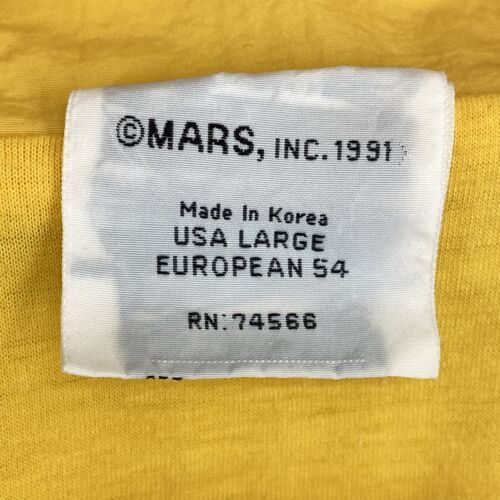 ©MARS, INC. 1991
Made In Korea
USA LARGE
EUROPEAN 54
RN: 74566